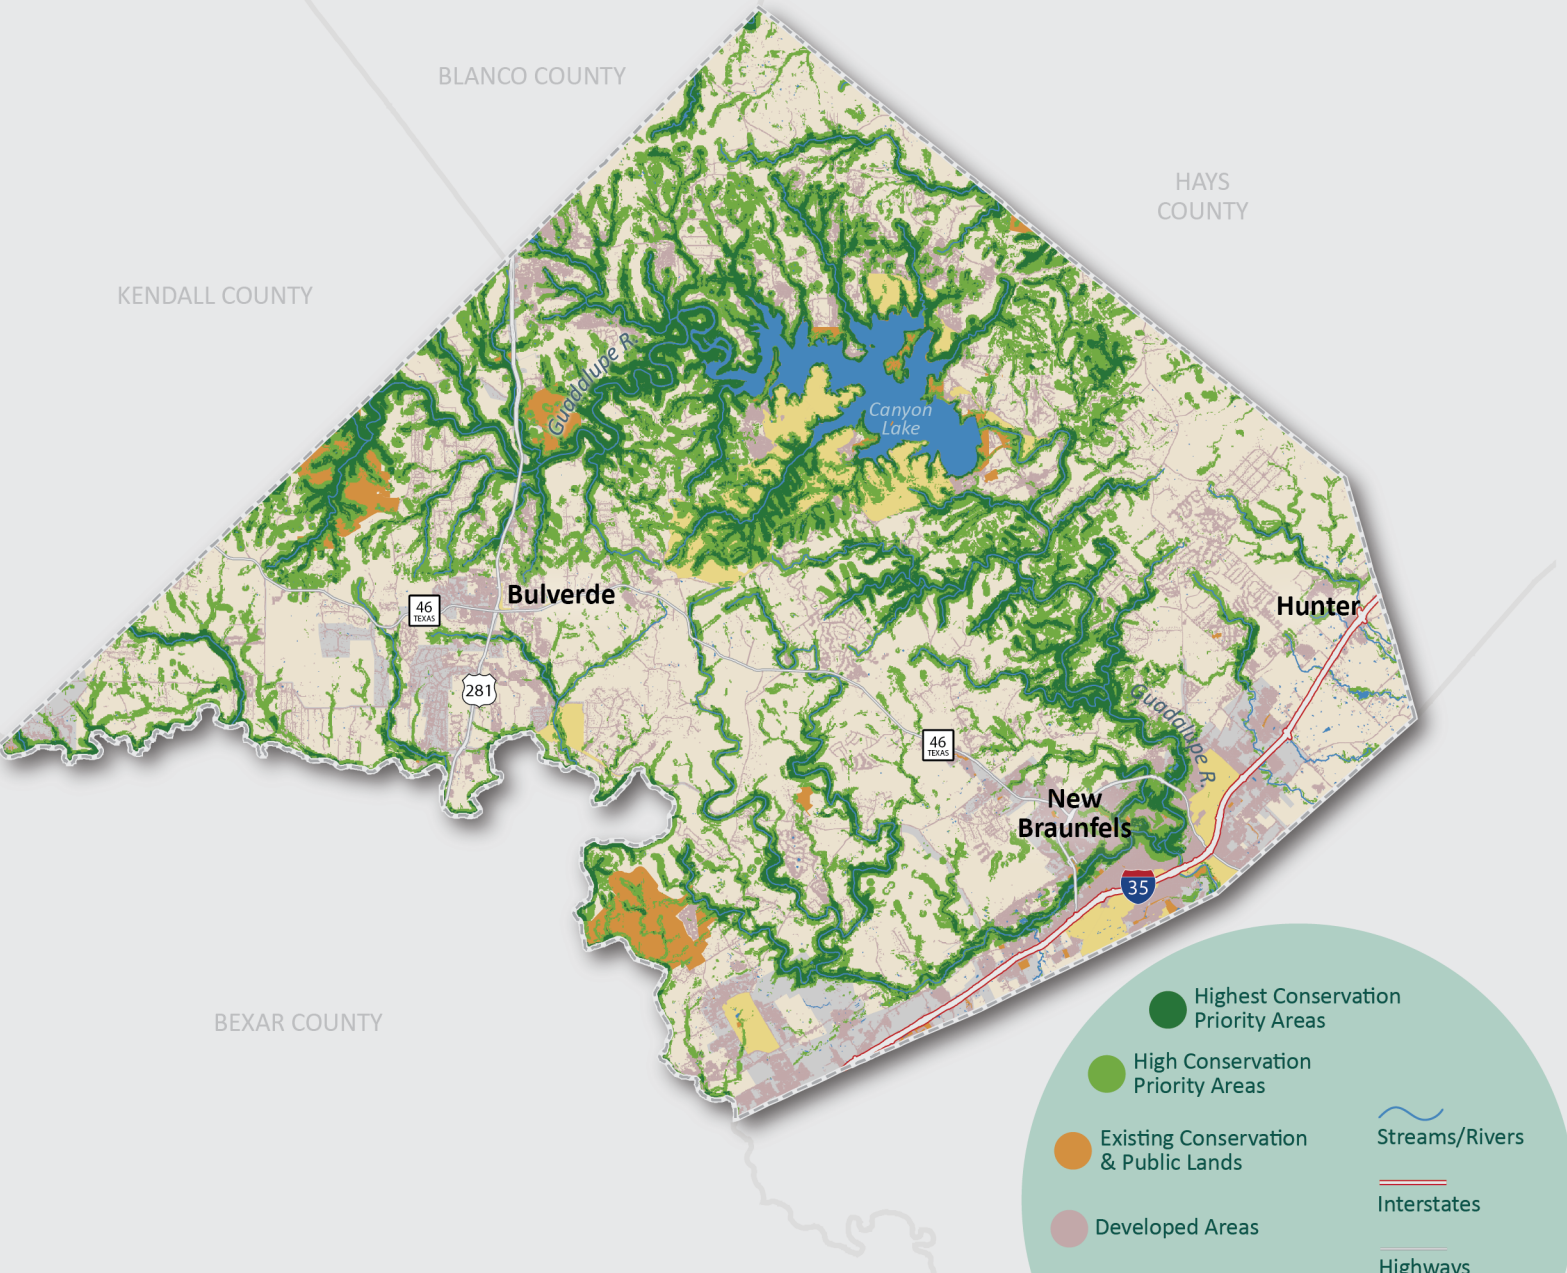 BLANCO COUNTY
HAYS
COUNTY
KENDALL COUNTY
Guadalupe R.
Canyon
Lake
Bulverde
46
TEXAS
Hunter
281
Guadalupe R
46
TEXAS
New
Braunfels
35
BEXAR COUNTY
Highest Conservation
Priority Areas
High Conservation
Priority Areas
Existing Conservation
& Public Lands
Streams/Rivers
Interstates
Developed Areas
Highways